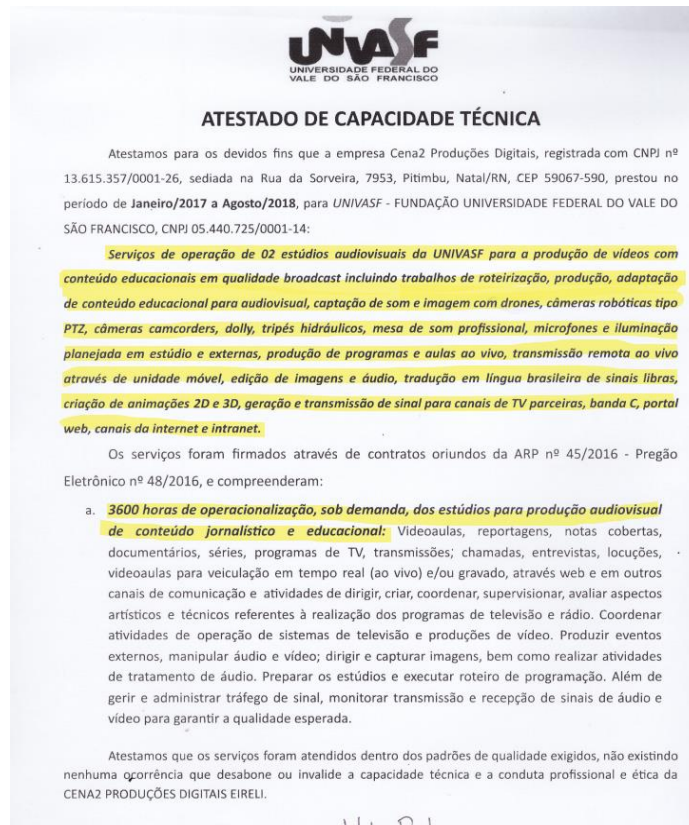 UNIVASF
UNIVERSIDADE FEDERAL DO
VALE DO SÃO FRANCISCO
ATESTADO DE CAPACIDADE TÉCNICA
Atestamos para os devidos fins que a empresa Cena2 Produções Digitais, registrada com CNPJ nº
13.615.357/0001-26, sediada na Rua da Sorveira, 7953, Pitimbu, Natal/RN, CEP 59067-590, prestou no
período de Janeiro/2017 a Agosto/2018, para UNIVASF - FUNDAÇÃO UNIVERSIDADE FEDERAL DO VALE DO
SÃO FRANCISCO, CNPJ 05.440.725/0001-14:
Serviços de operação de 02 estúdios audiovisuais da UNIVASF para a produção de vídeos com
conteúdo educacionais em qualidade broadcast incluindo trabalhos de roteirização, produção, adaptação
de conteúdo educacional para audiovisual, captação de som e imagem com drones, câmeras robóticas tipo
PTZ, câmeras camcorders, dolly, tripés hidráulicos, mesa de som profissional, microfones e iluminação
planejada em estúdio e externas, produção de programas e aulas ao vivo, transmissão remota ao vivo
através de unidade móvel, edição de imagens e áudio, tradução em língua brasileira de sinais libras,
criação de animações 2D e 3D, geração e transmissão de sinal para canais de TV parceiras, banda C, portal
web, canais da internet e intranet.
Os serviços foram firmados através de contratos oriundos da ARP nº 45/2016 - Pregão
Eletrônico nº 48/2016, e compreenderam:
a. 3600 horas de operacionalização, sob demanda, dos estúdios para produção audiovisual
de conteúdo jornalístico e educacional: Videoaulas, reportagens, notas cobertas,
documentários, séries, programas de TV, transmissões; chamadas, entrevistas, locuções,
videoaulas para veiculação em tempo real (ao vivo) e/ou gravado, através web e em outros
canais de comunicação e atividades de dirigir, criar, coordenar, supervisionar, avaliar aspectos
artísticos e técnicos referentes à realização dos programas de televisão e rádio. Coordenar
atividades de operação de sistemas de televisão e produções de vídeo. Produzir eventos
externos, manipular áudio e vídeo; dirigir e capturar imagens, bem como realizar atividades
de tratamento de áudio. Preparar os estúdios e executar roteiro de programação. Além de
gerir e administrar tráfego de sinal, monitorar transmissão e recepção de sinais de áudio e
vídeo para garantir a qualidade esperada.
Atestamos que os serviços foram atendidos dentro dos padrões de qualidade exigidos, não existindo
nenhuma ocorrência que desabone ou invalide a capacidade técnica e a conduta profissional e ética da
CENA2 PRODUÇÕES DIGITAIS EIRELI.